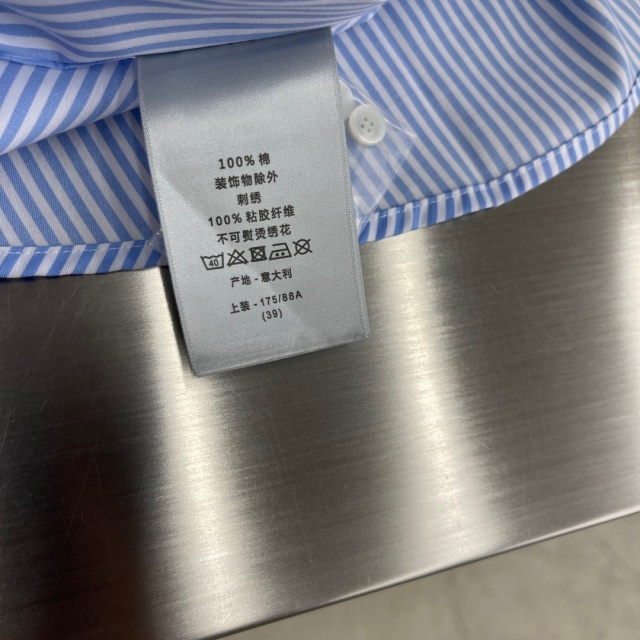 100%棉
装饰物除外
刺绣
100%粘胶纤维
不可熨烫绣花
产地-意大利
上装-175/88A
(39)